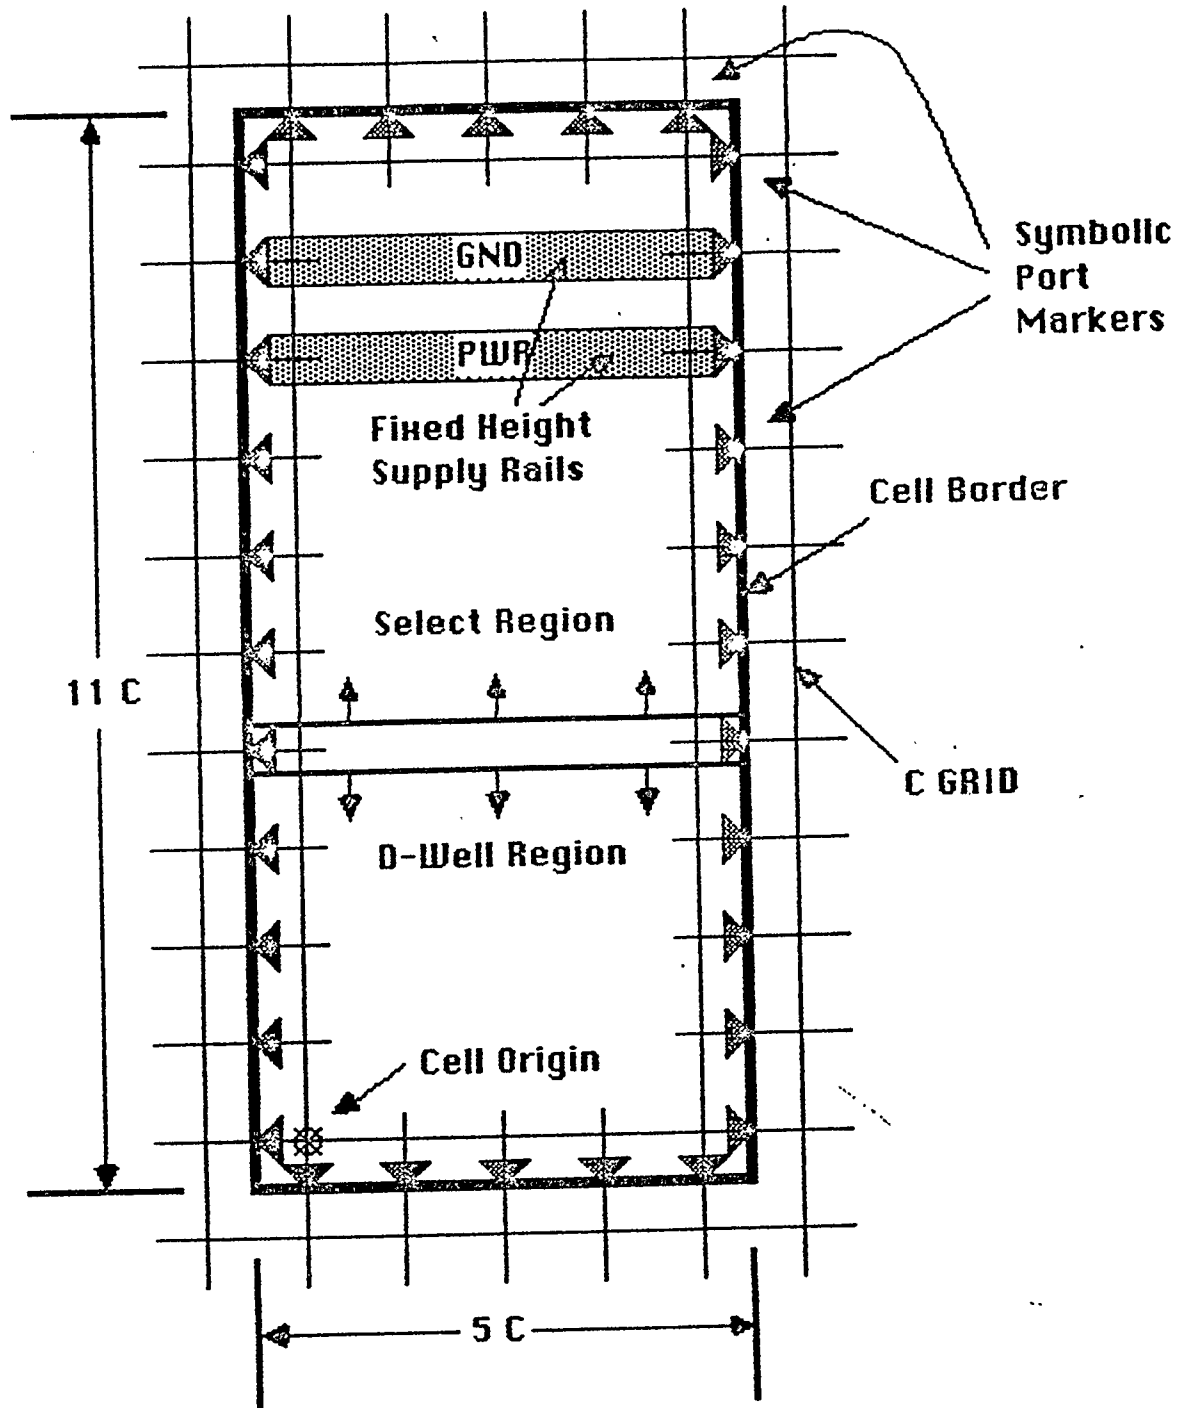 GND
PWR
Symbolic
Port
Markers
Fixed Height
Supply Rails
Cell Border
Select Region
11 C
C GRID
D-Well Region
Cell Origin
5 C